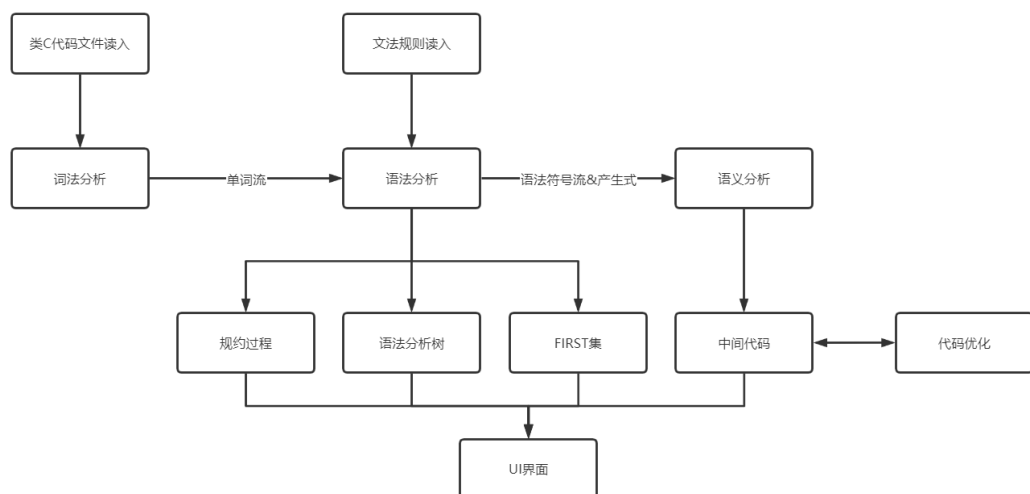 类C代码文件读入
文法规则读入
词法分析
单词流
语法分析
语法符号流&产生式
语义分析
规约过程
语法分析树
FIRST集
中间代码
代码优化
UI界面